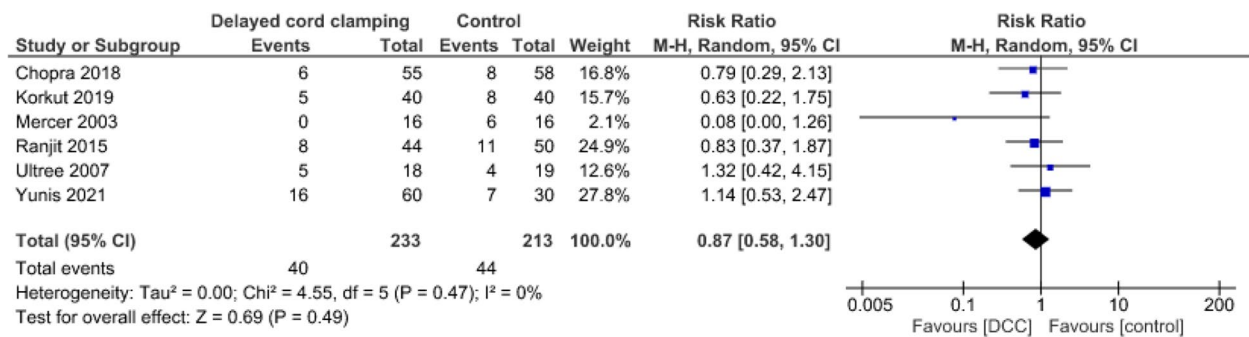 Delayed cord clamping Control Risk Ratio Risk Ratio
Study or Subgroup Events Total Events Total Weight M-H, Random, 95% CI M-H, Random, 95% CI
Chopra 2018 6 55 8 58 16.8% 0.79 [0.29, 2.13]
Korkut 2019 5 40 8 40 15.7% 0.63 [0.22, 1.75]
Mercer 2003 0 16 6 16 2.1% 0.08 [0.00, 1.26]
Ranjit 2015 8 44 11 50 24.9% 0.83 [0.37, 1.87]
Ultree 2007 5 18 4 19 12.6% 1.32 [0.42, 4.15]
Yunis 2021 16 60 7 30 27.8% 1.14 [0.53, 2.47]
Total (95% CI) 233 213 100.0% 0.87 [0.58, 1.30]
Total events 40 44
Heterogeneity: Tau² = 0.00; Chi² = 4.55, df = 5 (P = 0.47); I² = 0%
Test for overall effect: Z = 0.69 (P = 0.49)
0.005 0.1 1 10 200
Favours [DCC] Favours [control]